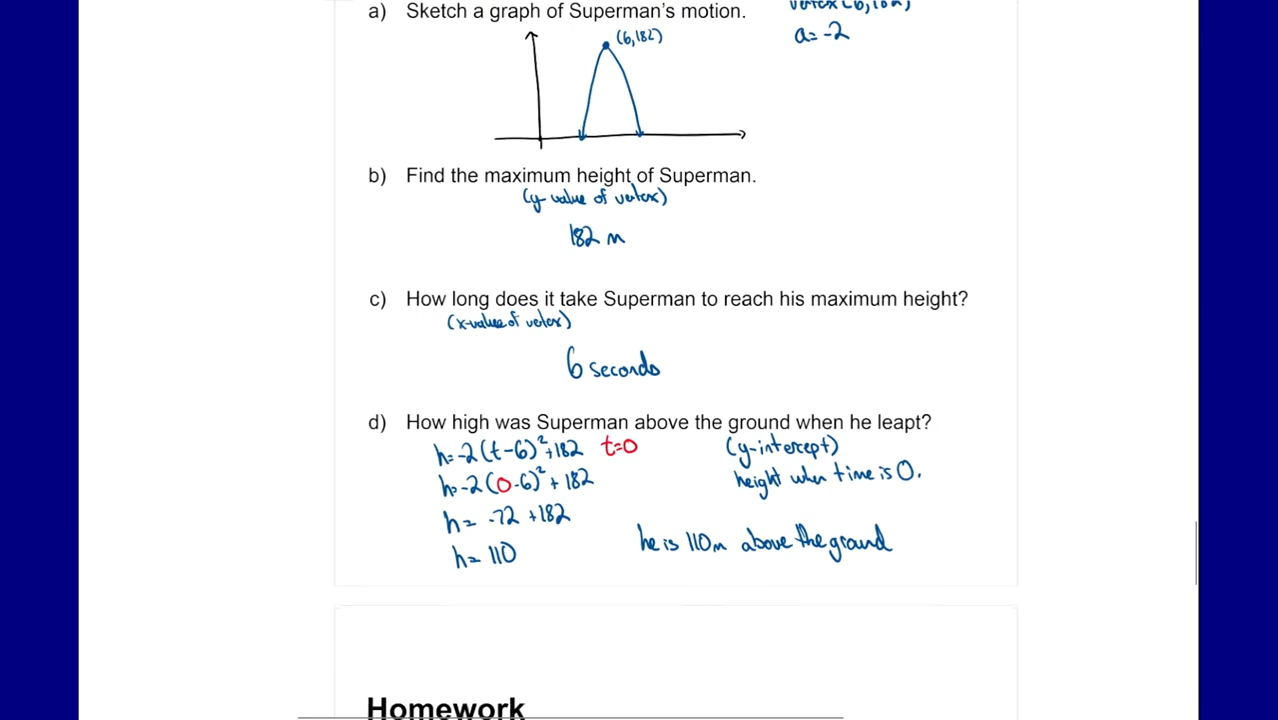 a) Sketch a graph of Superman's motion.
a=-2
(6,182)
b) Find the maximum height of Superman.
(y-value of vertex)
182 m
c) How long does it take Superman to reach his maximum height?
(x-value of vertex)
6 seconds
d) How high was Superman above the ground when he leapt?
h=-2(t-6)²+182 t=0 (y-intercept)
h=-2(0-6)²+182 height when time is 0.
h= -72 +182
h= 110 he is 110m above the ground
Homework